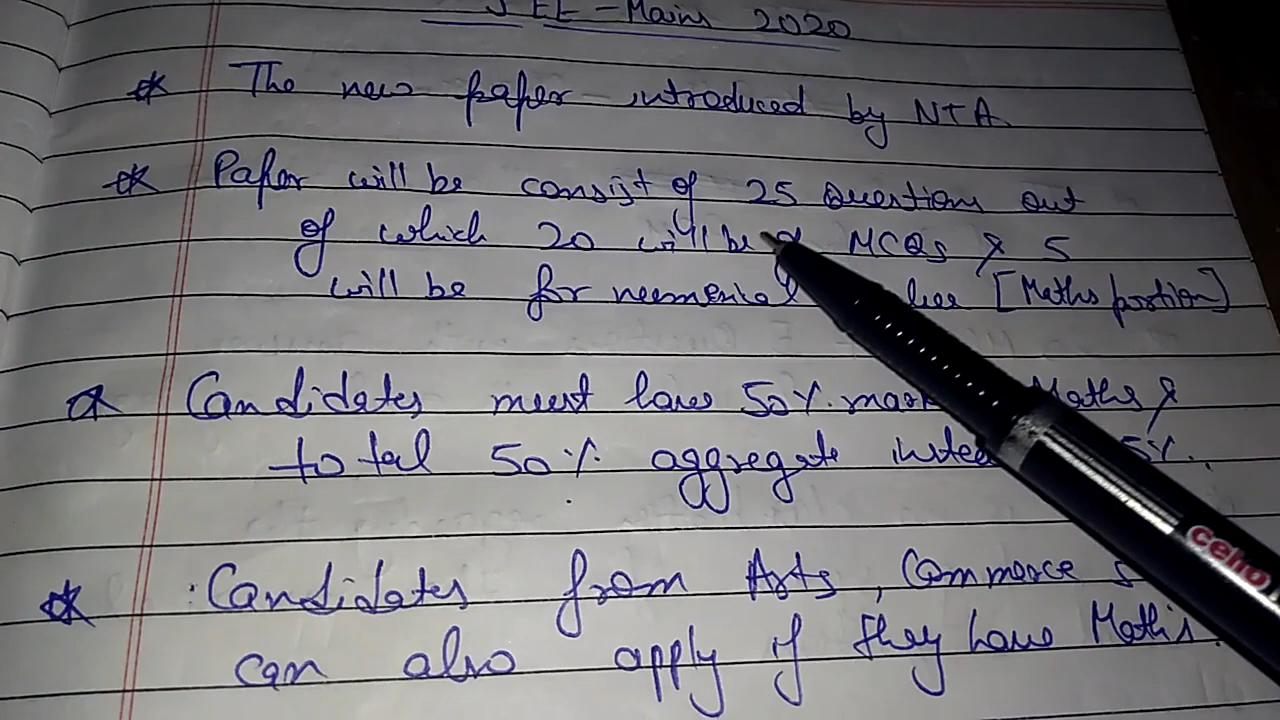 JEE - Mains 2020
* The new paper introduced by NTA.
* Paper will be consist of 25 Questions out
of which 20 will be of MCQs & 5
will be for numerical [Maths portion]
* Candidates must have 50% Maths &
total 50% aggregate 5%.
* Candidates from Arts, Commerce
can also apply if they have Maths.
cello